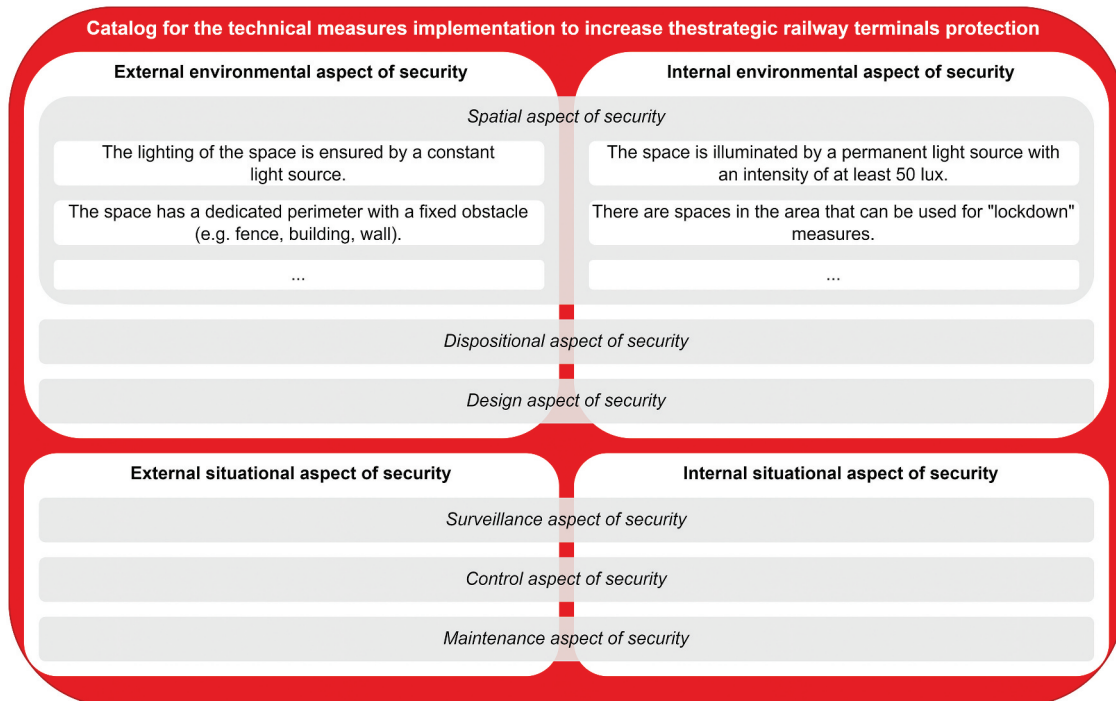 Catalog for the technical measures implementation to increase thestrategic railway terminals protection
External environmental aspect of security
Internal environmental aspect of security
Spatial aspect of security
The lighting of the space is ensured by a constant
light source.
The space is illuminated by a permanent light source with
an intensity of at least 50 lux.
The space has a dedicated perimeter with a fixed obstacle
(e.g. fence, building, wall).
There are spaces in the area that can be used for "lockdown"
measures.
...
...
Dispositional aspect of security
Design aspect of security
External situational aspect of security
Internal situational aspect of security
Surveillance aspect of security
Control aspect of security
Maintenance aspect of security